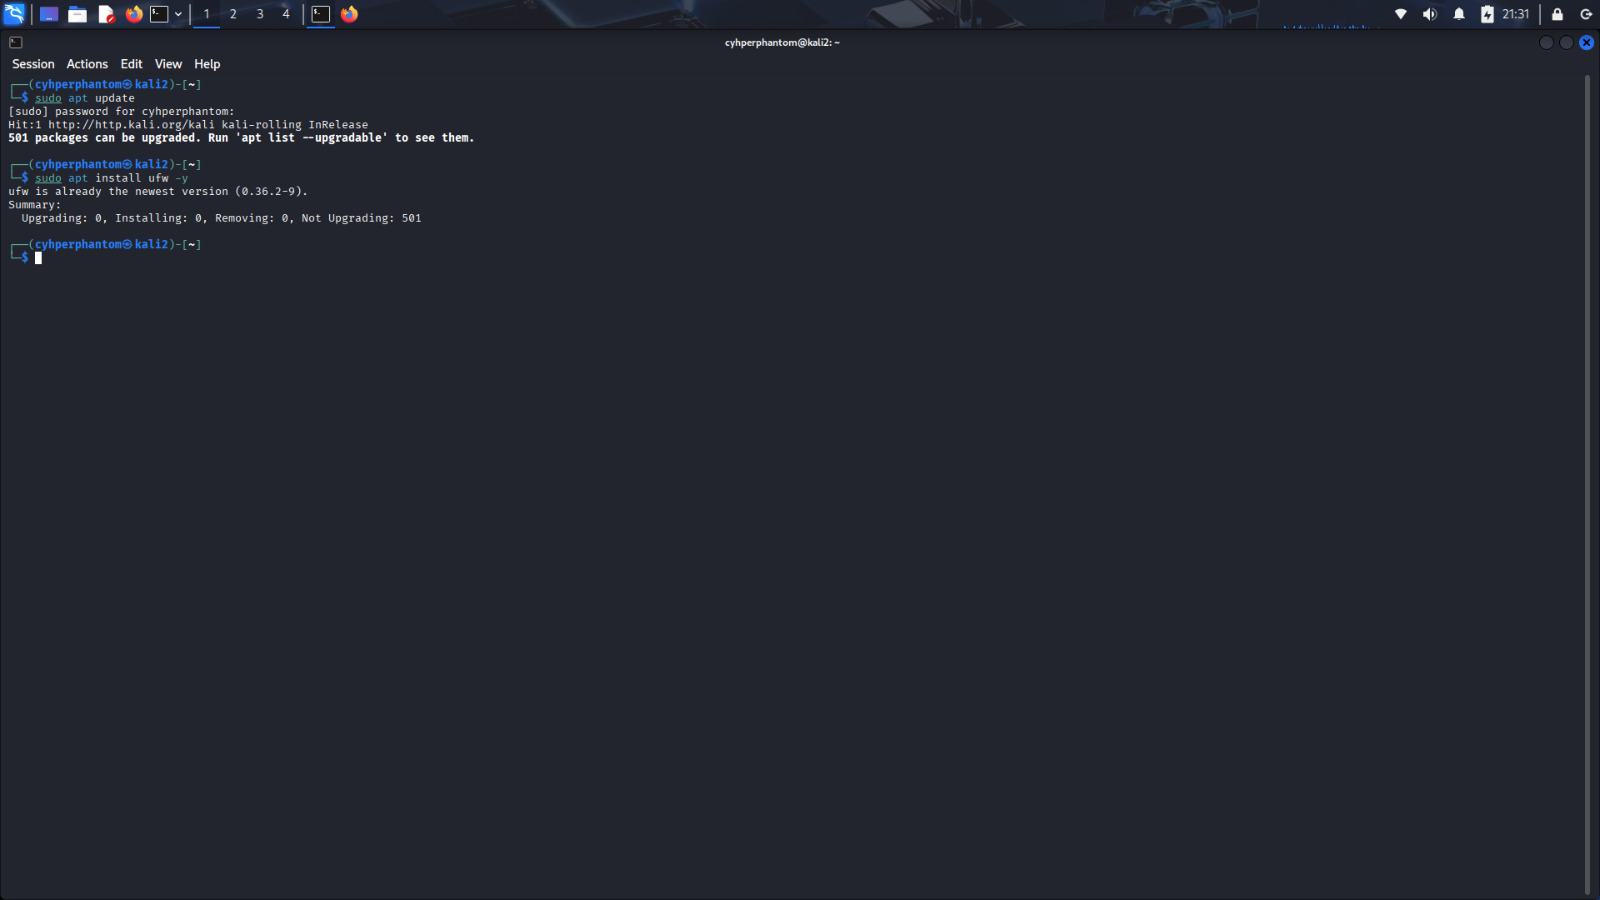 1 2 3 4 21:31
cyhperphantom@kali2: ~
Session Actions Edit View Help
┌──(cyhperphantom㉿kali2)-[~]
└─$ sudo apt update
[sudo] password for cyhperphantom:
Hit:1 http://http.kali.org/kali kali-rolling InRelease
501 packages can be upgraded. Run 'apt list --upgradable' to see them.
┌──(cyhperphantom㉿kali2)-[~]
└─$ sudo apt install ufw -y
ufw is already the newest version (0.36.2-9).
Summary:
Upgrading: 0, Installing: 0, Removing: 0, Not Upgrading: 501
┌──(cyhperphantom㉿kali2)-[~]
└─$